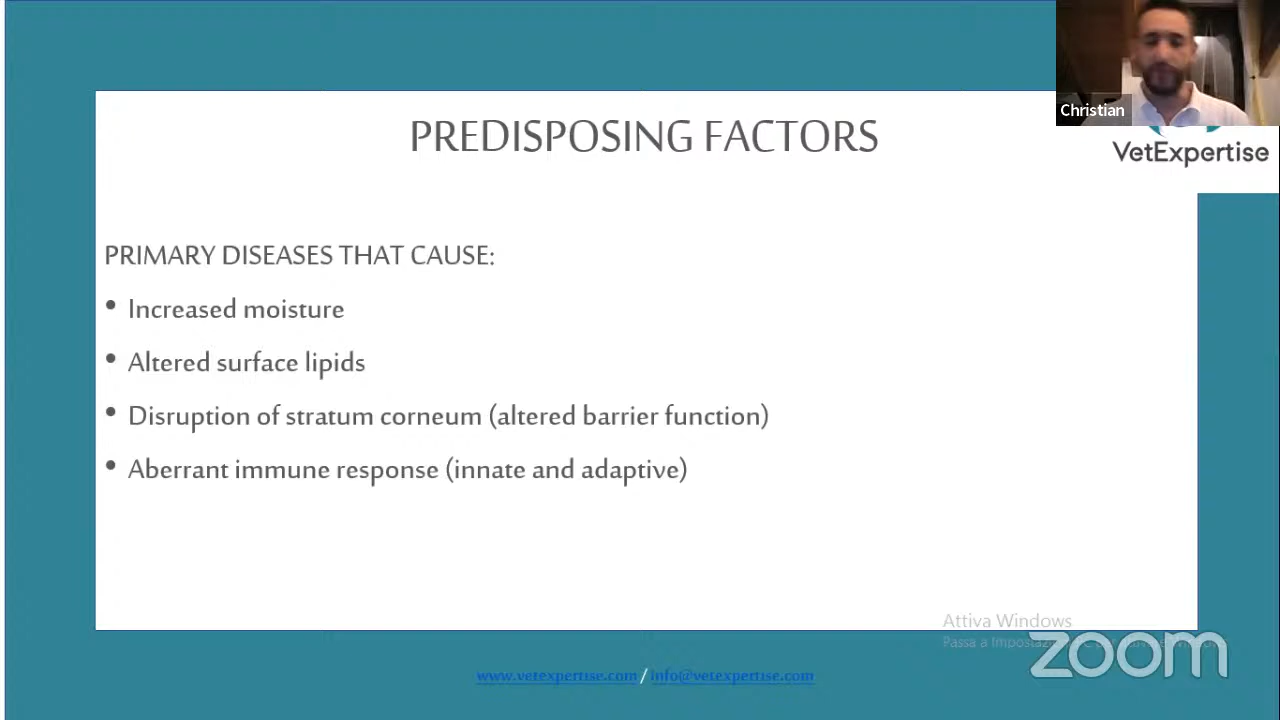 Christian
VetExpertise
PREDISPOSING FACTORS
PRIMARY DISEASES THAT CAUSE:
• Increased moisture
• Altered surface lipids
• Disruption of stratum corneum (altered barrier function)
• Aberrant immune response (innate and adaptive)
Attiva Windows
Passa a
zoom
www.vetexpertise.com / info@vetexpertise.com